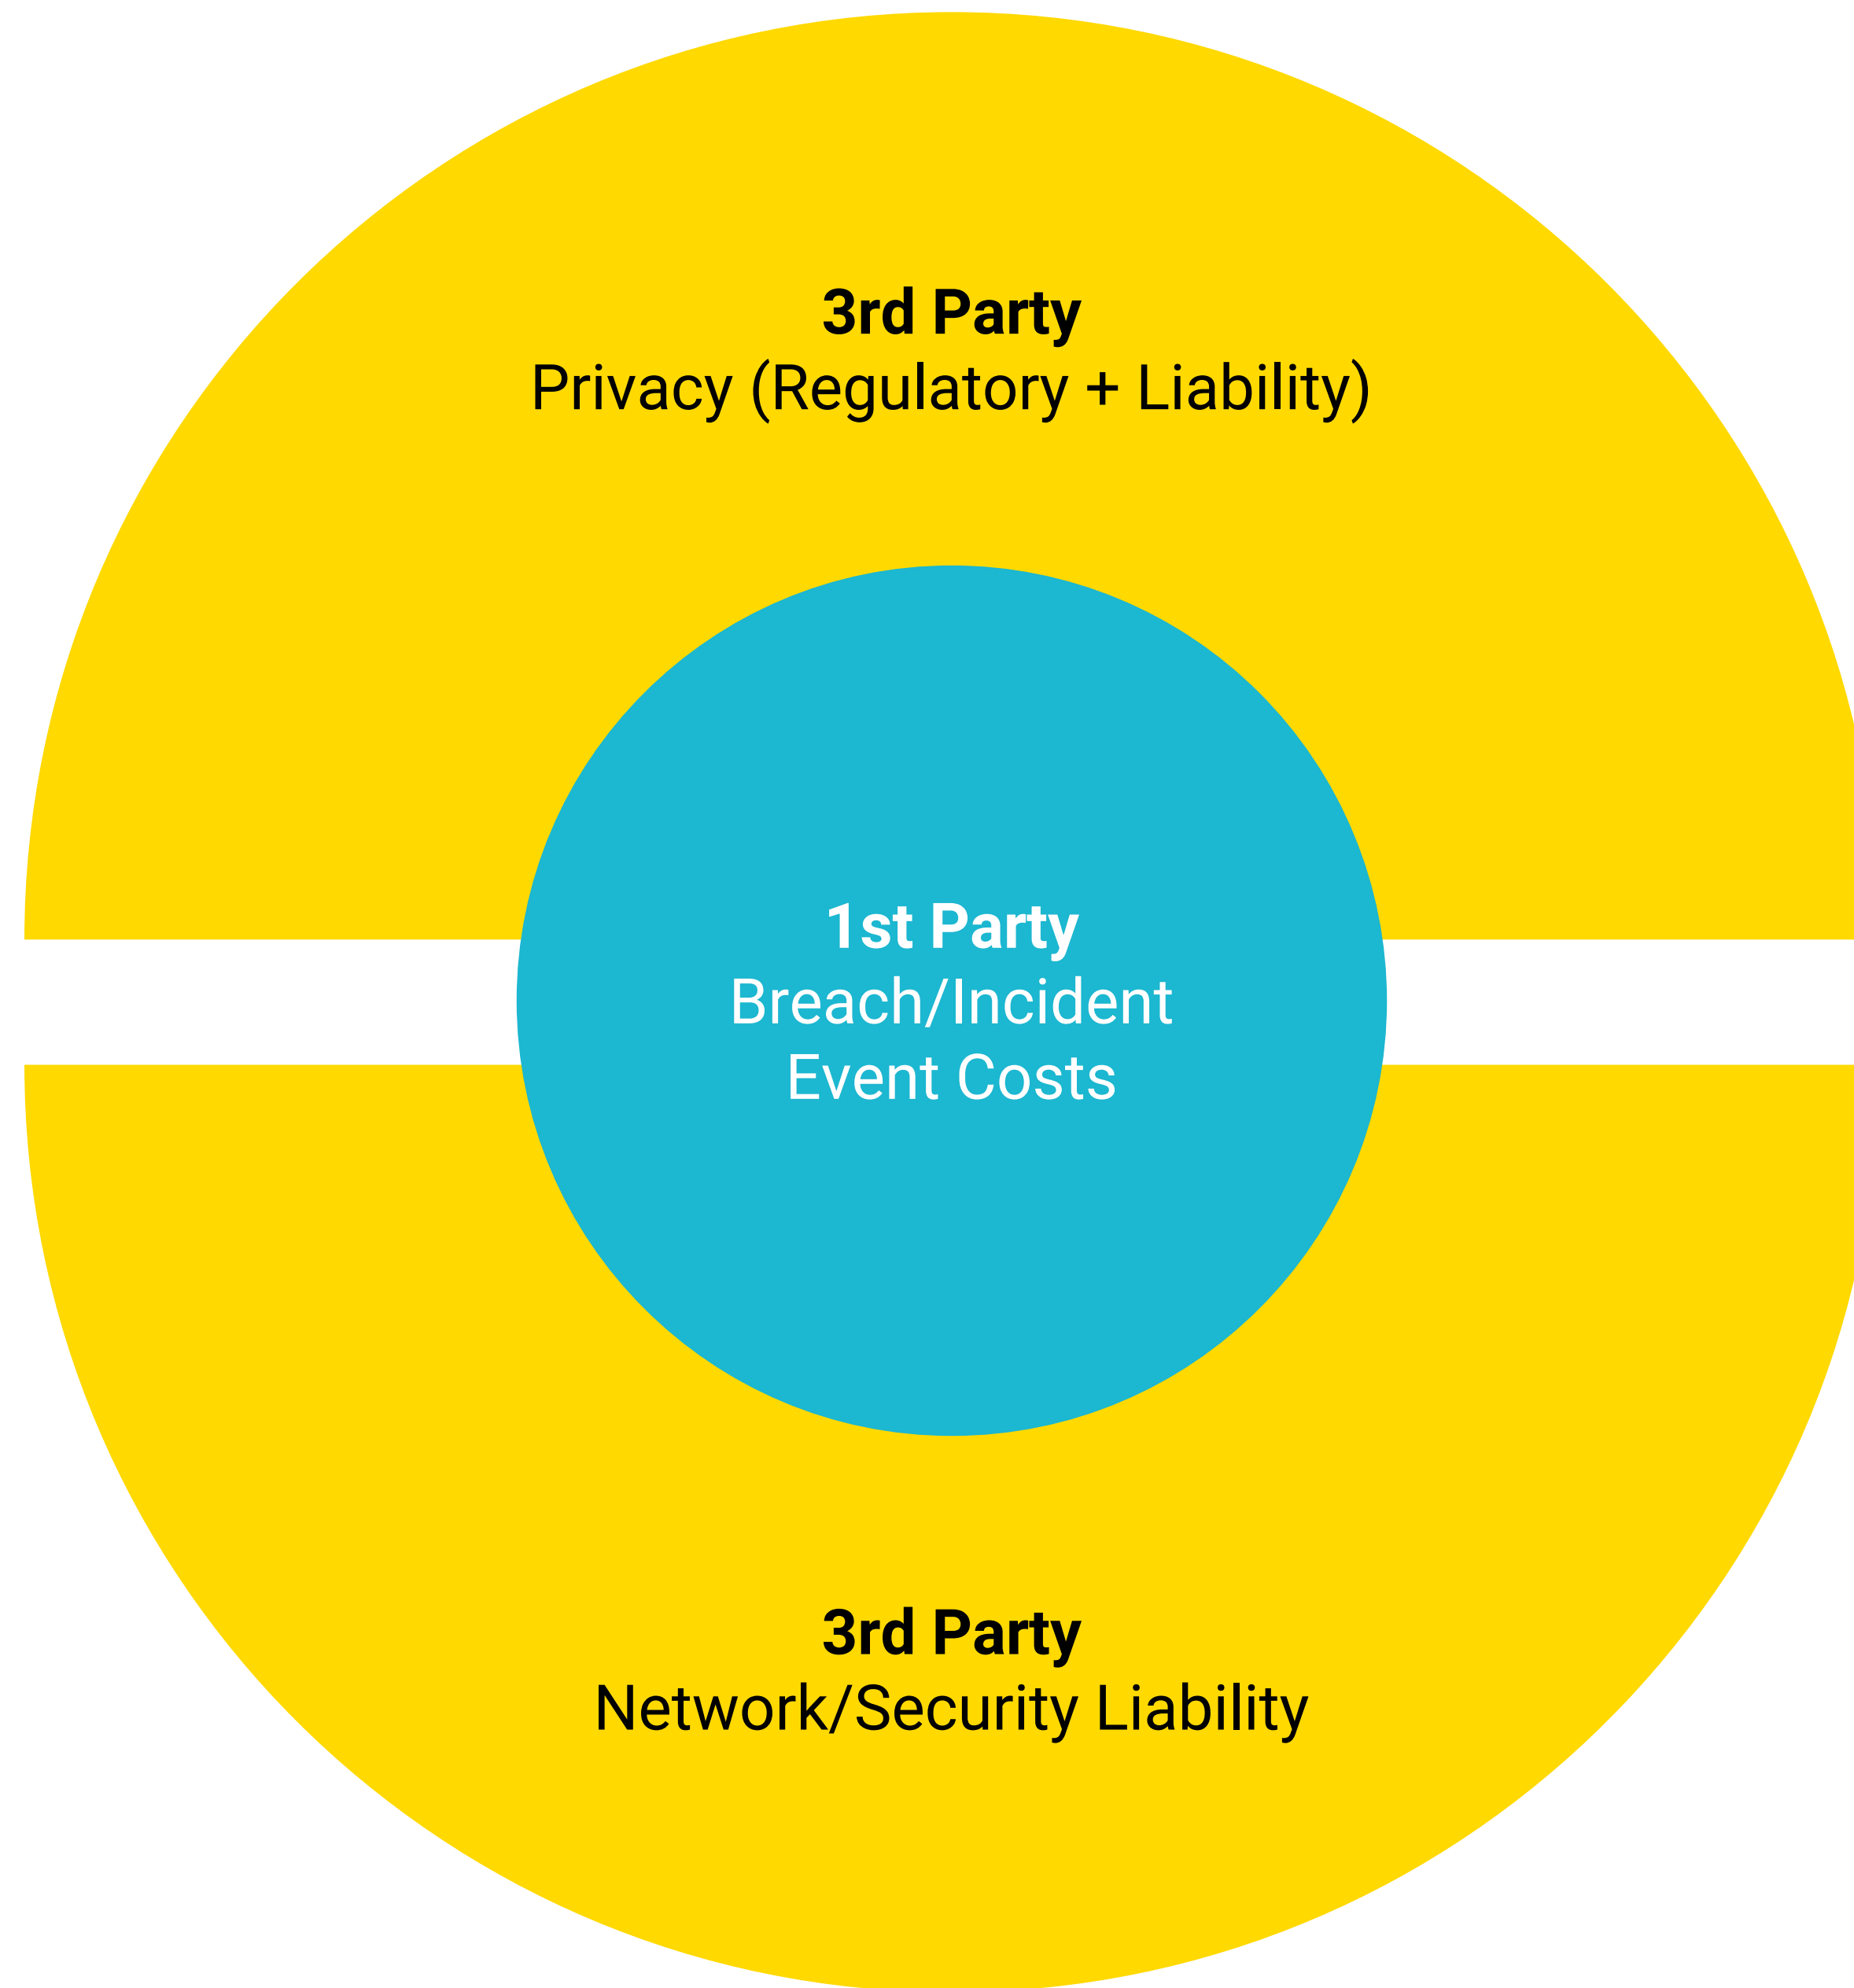 3rd Party
Privacy (Regulatory + Liability)
1st Party
Breach/Incident
Event Costs
3rd Party
Network/Security Liability